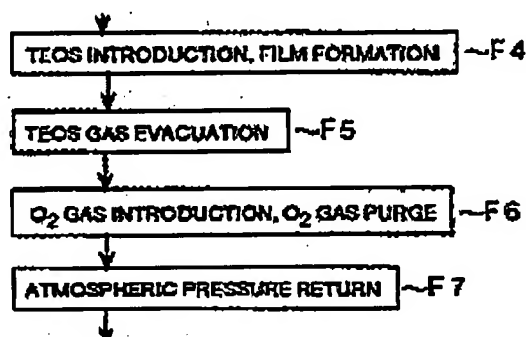 TEOS INTRODUCTION, FILM FORMATION ~F4
TEOS GAS EVACUATION ~F5
O₂ GAS INTRODUCTION, O₂ GAS PURGE ~F6
ATMOSPHERIC PRESSURE RETURN ~F7